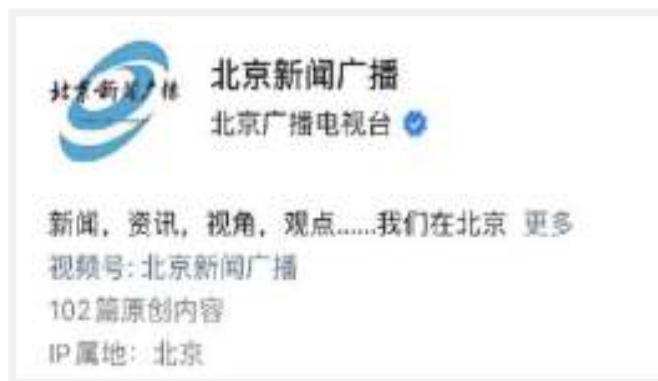 北京新闻广播
北京新闻广播
北京广播电视台
新闻，资讯，视角，观点......我们在北京 更多
视频号: 北京新闻广播
102篇原创内容
IP属地：北京